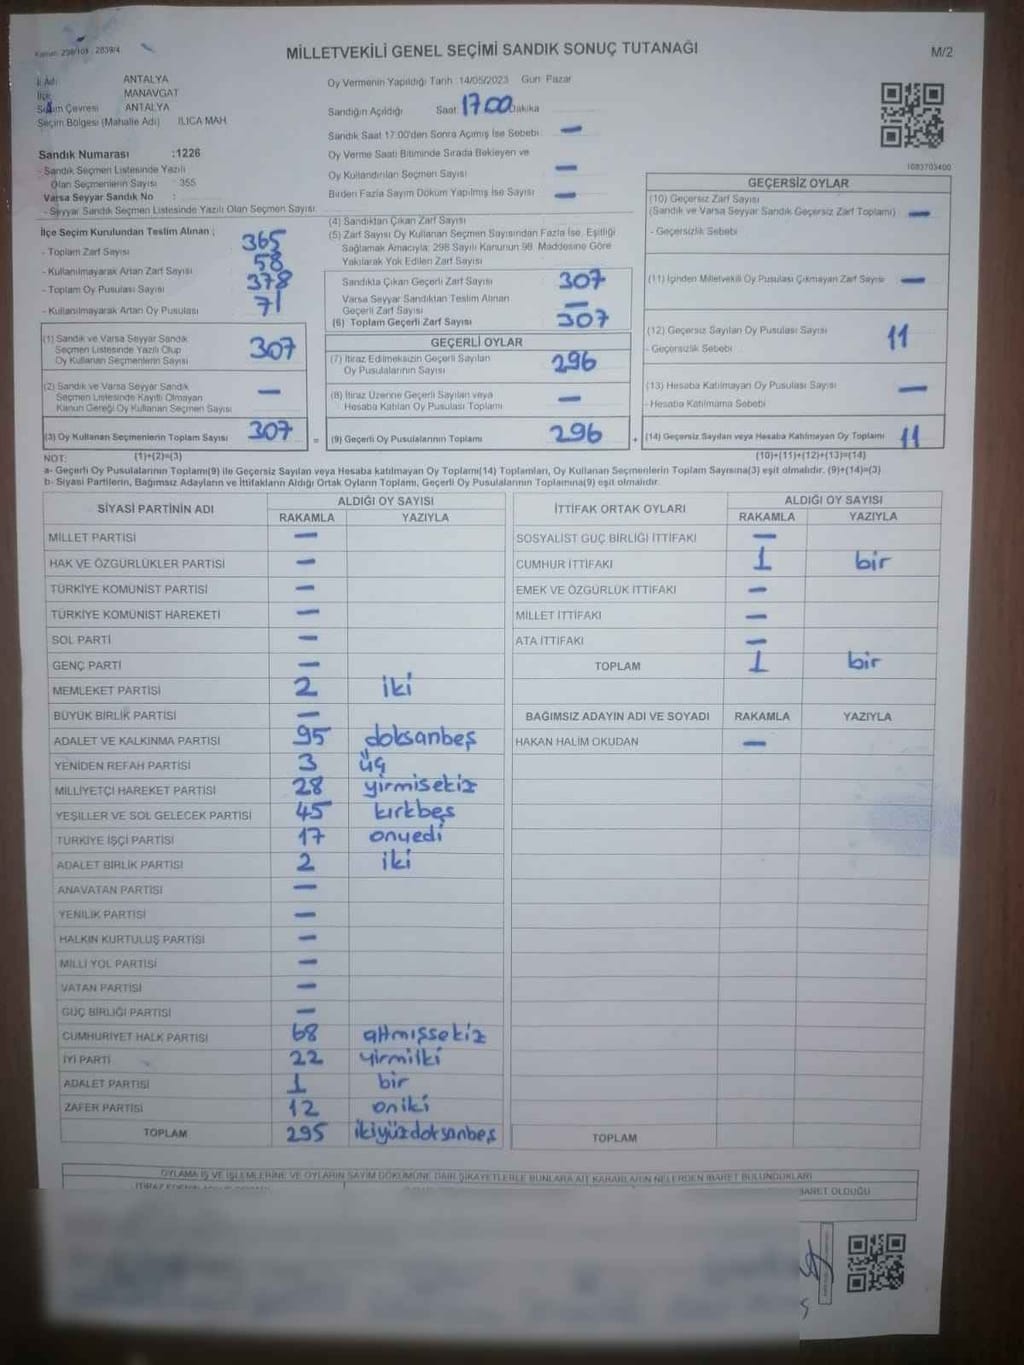 Kanun: 298/103 ; 2839/4
MİLLETVEKİLİ GENEL SEÇİMİ SANDIK SONUÇ TUTANAĞI
M/2
İl Adı ANTALYA
İlçe MANAVGAT
Seçim Çevresi ANTALYA
Seçim Bölgesi (Mahalle Adı) ILICA MAH
Sandık Numarası :1226
- Sandık Seçmen Listesinde Yazılı
Olan Seçmenlerin Sayısı : 355
Varsa Seyyar Sandık No :
- Seyyar Sandık Seçmen Listesinde Yazılı Olan Seçmen Sayısı:
Oy Vermenin Yapıldığı Tarih :14/05/2023 Gün: Pazar
Sandığın Açıldığı Saat: 17 00 Dakika
Sandık Saat 17:00'den Sonra Açılmış İse Sebebi: —
Oy Verme Saati Bitiminde Sırada Bekleyen ve
Oy Kullandırılan Seçmen Sayısı —
Birden Fazla Sayım Döküm Yapılmış İse Sayısı —
1083703400
İlçe Seçim Kurulundan Teslim Alınan ;
- Toplam Zarf Sayısı 365
- Kullanılmayarak Artan Zarf Sayısı 58
- Toplam Oy Pusulası Sayısı 378
- Kullanılmayarak Artan Oy Pusulası 71
(1) Sandık ve Varsa Seyyar Sandık
Seçmen Listesinde Yazılı Olup
Oy Kullanan Seçmenlerin Sayısı 307
(2) Sandık ve Varsa Seyyar Sandık
Seçmen Listesinde Kayıtlı Olmayan
Kanun Gereği Oy Kullanan Seçmen Sayısı —
(3) Oy Kullanan Seçmenlerin Toplam Sayısı 307 =
(4) Sandıktan Çıkan Zarf Sayısı
(5) Zarf Sayısı Oy Kullanan Seçmen Sayısından Fazla İse, Eşitliği
Sağlamak Amacıyla; 298 Sayılı Kanunun 98. Maddesine Göre
Yakılarak Yok Edilen Zarf Sayısı
Sandıkta Çıkan Geçerli Zarf Sayısı 307
Varsa Seyyar Sandıktan Teslim Alınan
Geçerli Zarf Sayısı —
(6) Toplam Geçerli Zarf Sayısı 307
GEÇERLİ OYLAR
(7) İtiraz Edilmeksizin Geçerli Sayılan
Oy Pusulalarının Sayısı 296
(8) İtiraz Üzerine Geçerli Sayılan veya
Hesaba Katılan Oy Pusulası Toplamı —
(9) Geçerli Oy Pusulalarının Toplamı 296 +
GEÇERSİZ OYLAR
(10) Geçersiz Zarf Sayısı
(Sandık ve Varsa Seyyar Sandık Geçersiz Zarf Toplamı) —
- Geçersizlik Sebebi
(11) İçinden Milletvekili Oy Pusulası Çıkmayan Zarf Sayısı —
(12) Geçersiz Sayılan Oy Pusulası Sayısı 11
- Geçersizlik Sebebi
(13) Hesaba Katılmayan Oy Pusulası Sayısı —
- Hesaba Katılmama Sebebi
(14) Geçersiz Sayılan veya Hesaba Katılmayan Oy Toplamı 11
NOT: (1)+(2)=(3) (10)+(11)+(12)+(13)=(14)
a- Geçerli Oy Pusulalarının Toplamı(9) ile Geçersiz Sayılan veya Hesaba katılmayan Oy Toplamı(14) Toplamları, Oy Kullanan Seçmenlerin Toplam Sayısına(3) eşit olmalıdır. (9)+(14)=(3)
b- Siyasi Partilerin, Bağımsız Adayların ve İttifakların Aldığı Ortak Oyların Toplamı, Geçerli Oy Pusulalarının Toplamına(9) eşit olmalıdır.
SİYASİ PARTİNİN ADI ALDIĞI OY SAYISI
RAKAMLA YAZIYLA
MİLLET PARTİSİ —
HAK VE ÖZGÜRLÜKLER PARTİSİ —
TÜRKİYE KOMÜNİST PARTİSİ —
TÜRKİYE KOMÜNİST HAREKETİ —
SOL PARTİ —
GENÇ PARTİ —
MEMLEKET PARTİSİ 2 iki
BÜYÜK BİRLİK PARTİSİ —
ADALET VE KALKINMA PARTİSİ 95 doksanbeş
YENİDEN REFAH PARTİSİ 3 üç
MİLLİYETÇİ HAREKET PARTİSİ 28 yirmisekiz
YEŞİLLER VE SOL GELECEK PARTİSİ 45 kırkbeş
TÜRKİYE İŞÇİ PARTİSİ 17 onyedi
ADALET BİRLİK PARTİSİ 2 iki
ANAVATAN PARTİSİ —
YENİLİK PARTİSİ —
HALKIN KURTULUŞ PARTİSİ —
MİLLİ YOL PARTİSİ —
VATAN PARTİSİ —
GÜÇ BİRLİĞİ PARTİSİ —
CUMHURİYET HALK PARTİSİ 68 altmışsekiz
İYİ PARTİ 22 yirmiiki
ADALET PARTİSİ 1 bir
ZAFER PARTİSİ 12 oniki
TOPLAM 295 ikiyüzdoksanbeş
İTTİFAK ORTAK OYLARI ALDIĞI OY SAYISI
RAKAMLA YAZIYLA
SOSYALİST GÜÇ BİRLİĞİ İTTİFAKI —
CUMHUR İTTİFAKI 1 bir
EMEK VE ÖZGÜRLÜK İTTİFAKI —
MİLLET İTTİFAKI —
ATA İTTİFAKI —
TOPLAM 1 bir
BAĞIMSIZ ADAYIN ADI VE SOYADI RAKAMLA YAZIYLA
HAKAN HALİM OKUDAN —
TOPLAM
OYLAMA İŞ VE İŞLEMLERİNE VE OYLARIN SAYIM DÖKÜMÜNE DAİR ŞİKAYETLERLE BUNLARA AİT KARARLARIN NELERDEN İBARET BULUNDUKLARI
İBARET OLDUĞU